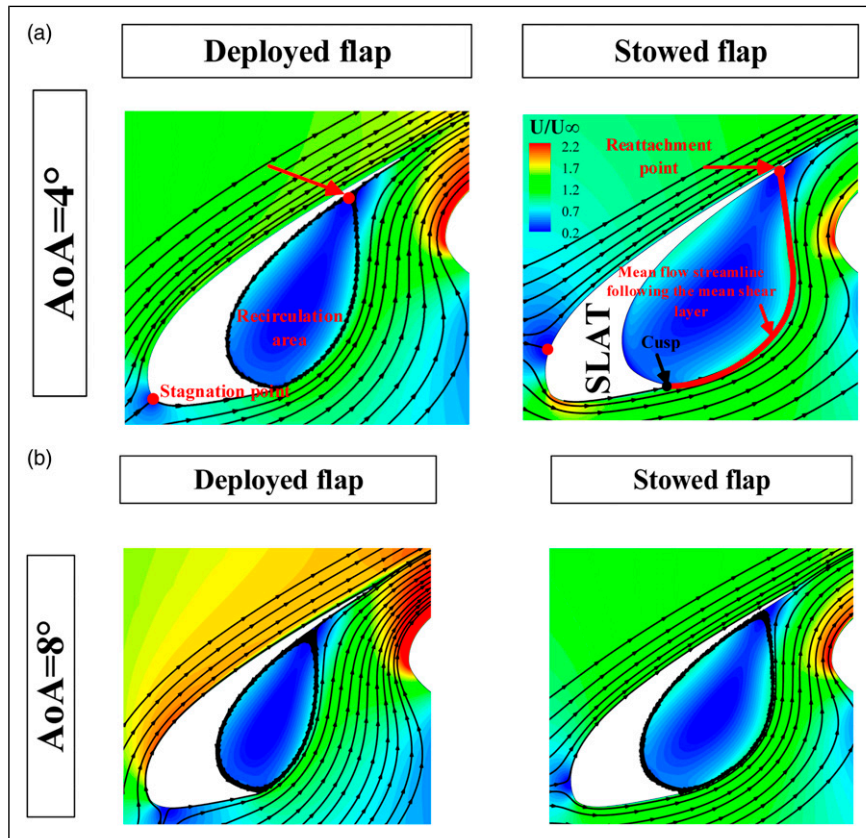 (a)
Deployed flap
Stowed flap
AoA=4°
Recirculation
area
Stagnation point
U/U∞
2.2
1.7
1.2
0.7
0.2
Reattachment
point
Mean flow streamline
following the mean shear
layer
Cusp
SLAT
(b)
Deployed flap
Stowed flap
AoA=8°